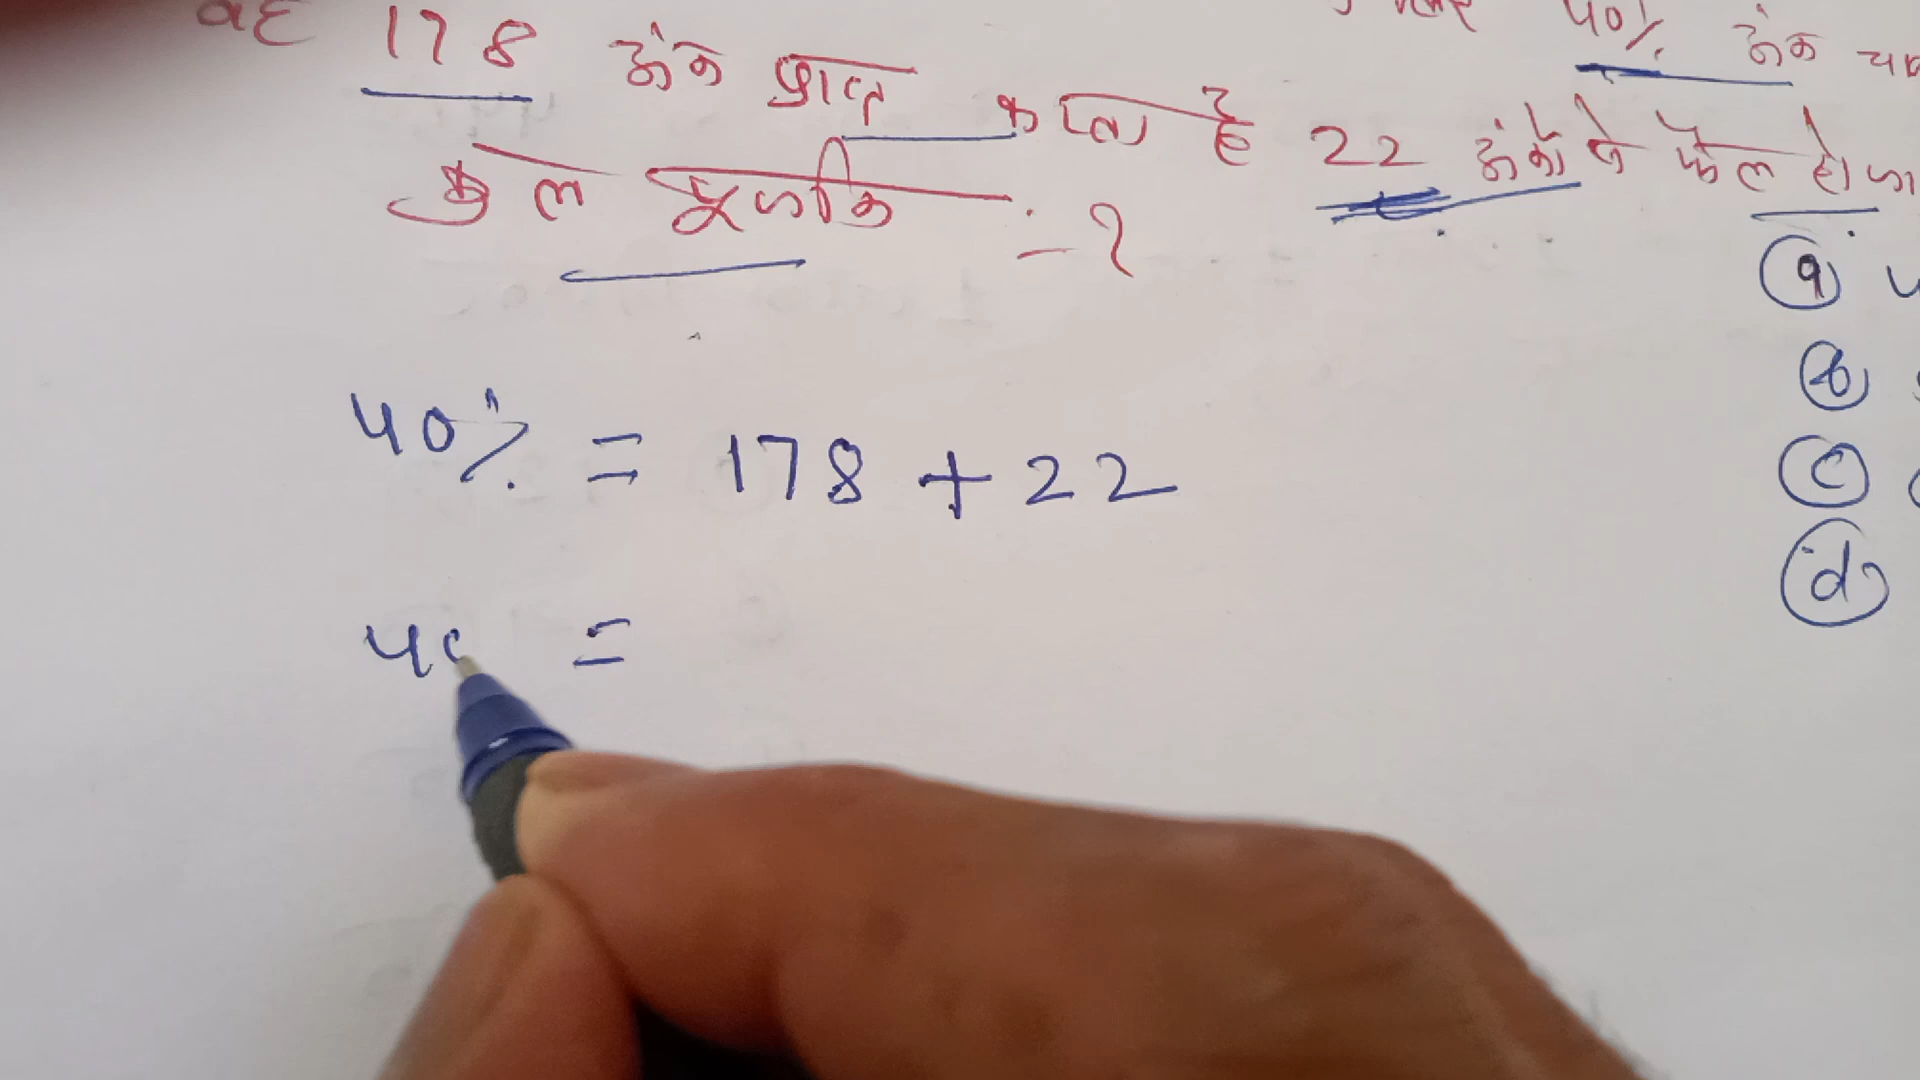 40% अंक
वह 178 अंक प्राप्त करता है 22 अंकों से फेल हो
कुल पूर्णांक - ?
a
b
c
d
40% = 178 + 22
40 =